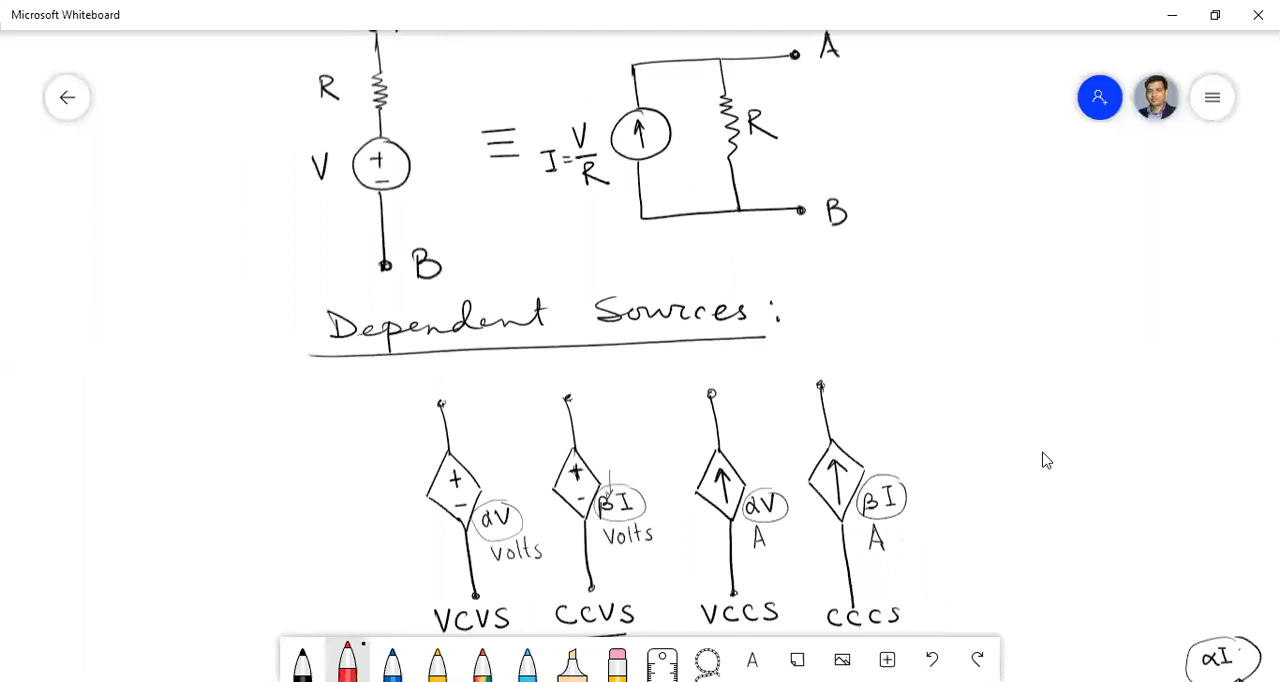 Microsoft Whiteboard
A
R
V
I = V/R
R
B
B
Dependent Sources:
αV
βI
αV
βI
Volts
Volts
A
A
VCVS
CCVS
VCCS
CCCS
αI
A